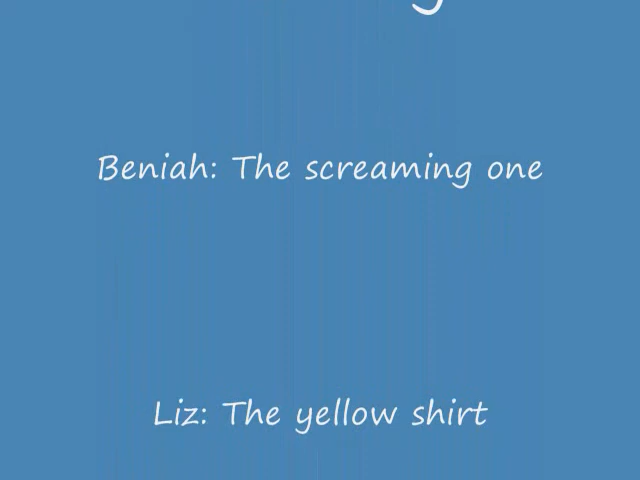 Beniah: The screaming one
Liz: The yellow shirt